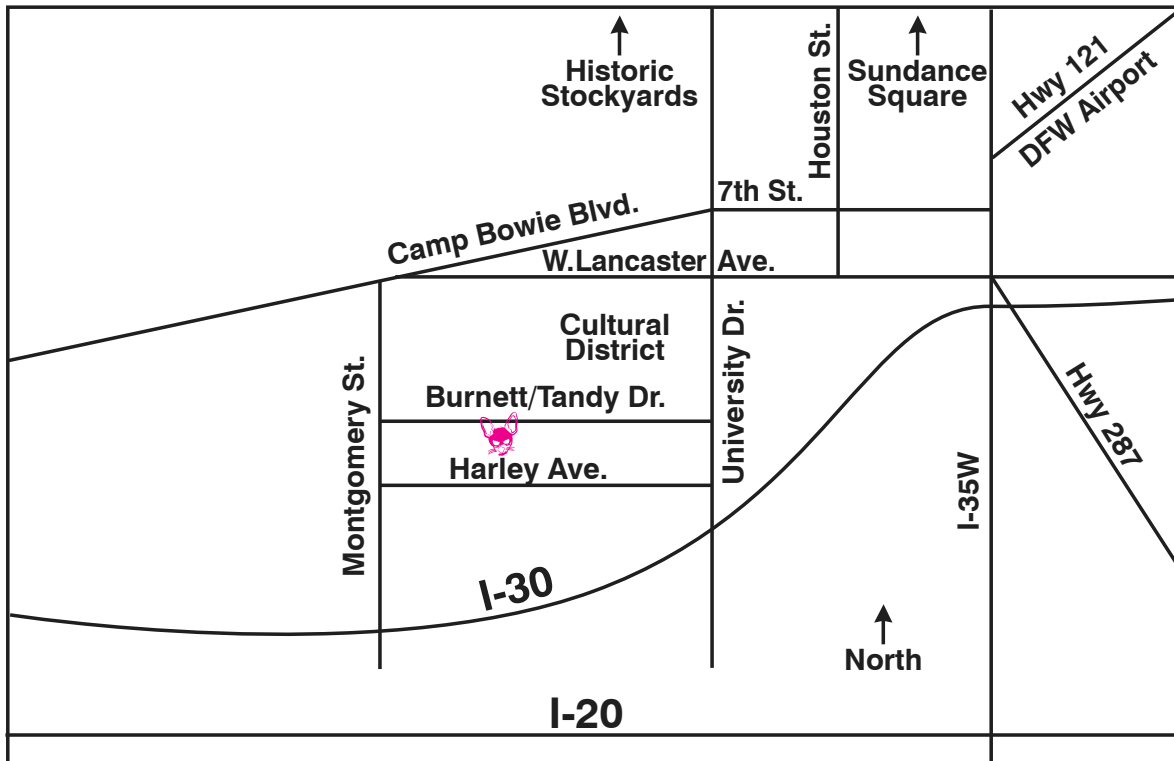 Historic
Stockyards
Houston St.
Sundance
Square
Hwy 121
DFW Airport
7th St.
Camp Bowie Blvd.
W.Lancaster Ave.
Cultural
District
University Dr.
Montgomery St.
Burnett/Tandy Dr.
Harley Ave.
Hwy 287
I-35W
I-30
North
I-20